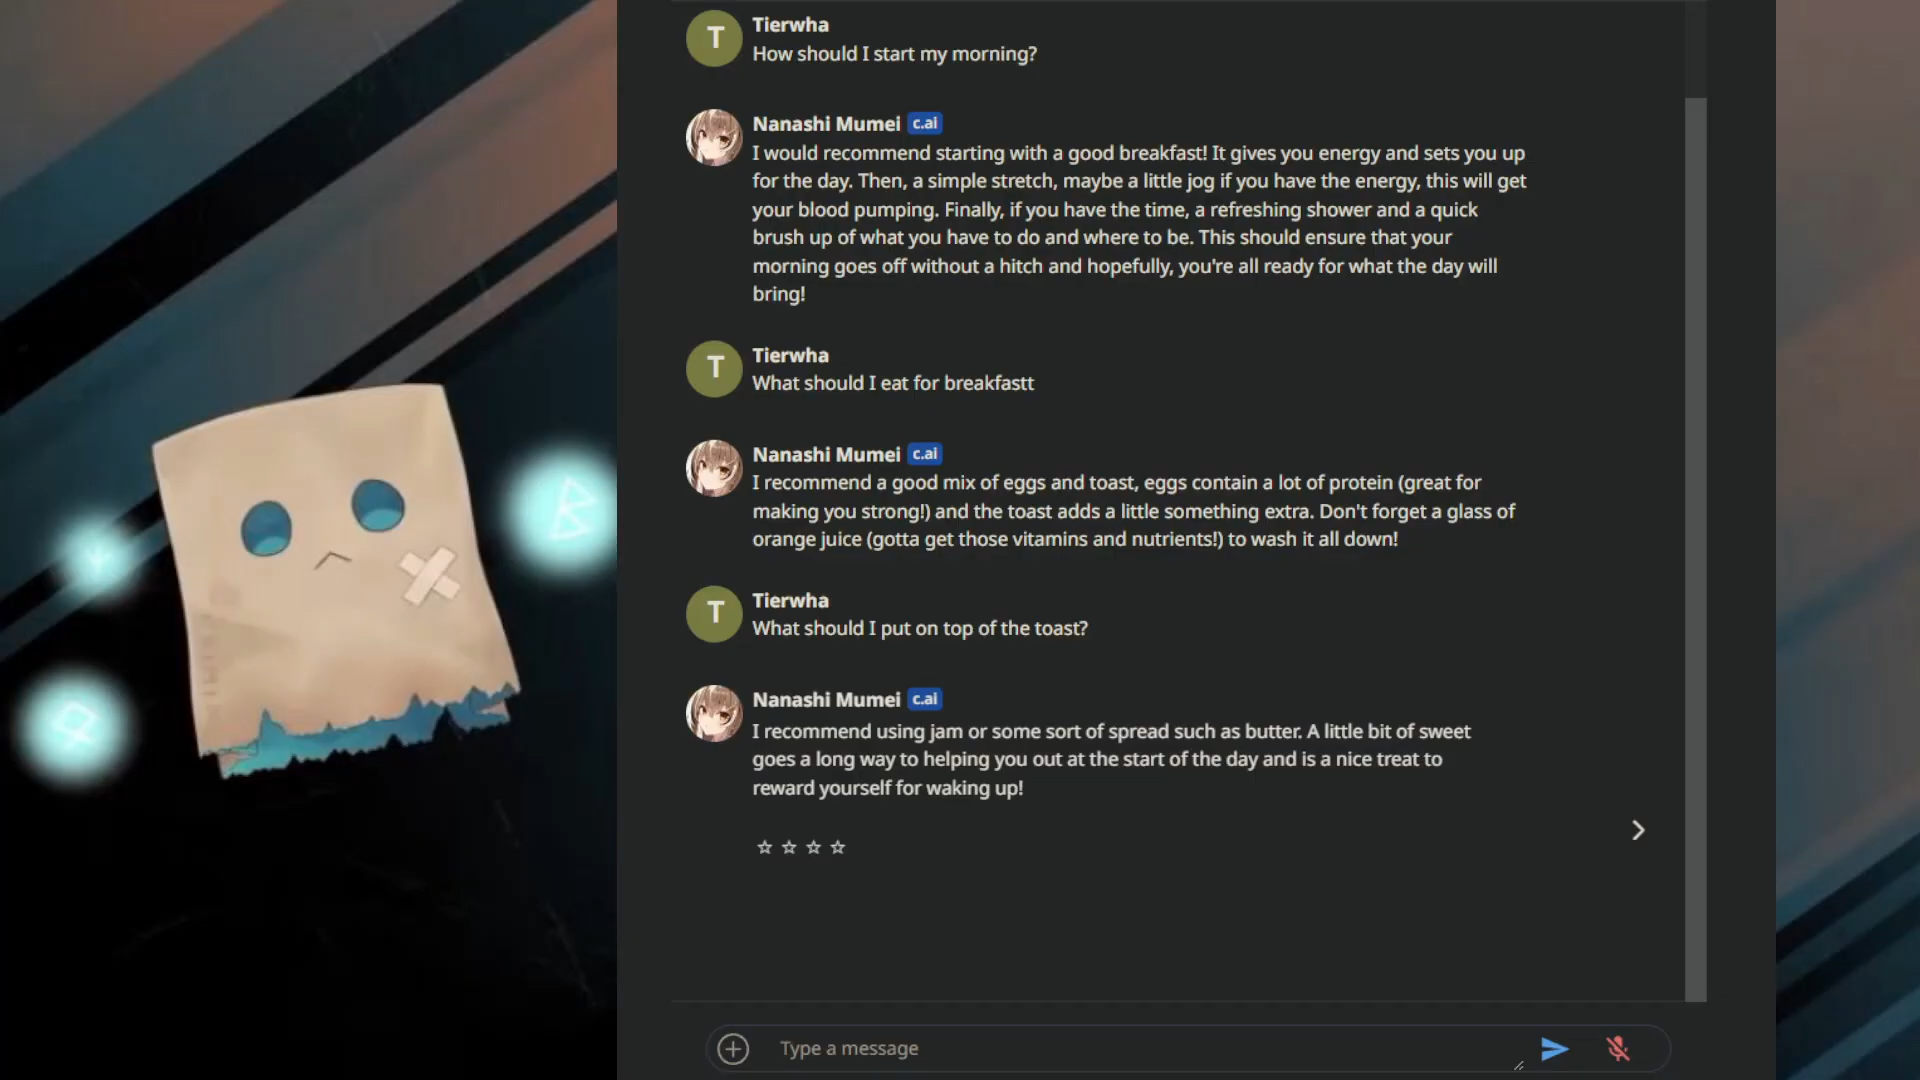 T
Tierwha
How should I start my morning?
Nanashi Mumei c.ai
I would recommend starting with a good breakfast! It gives you energy and sets you up
for the day. Then, a simple stretch, maybe a little jog if you have the energy, this will get
your blood pumping. Finally, if you have the time, a refreshing shower and a quick
brush up of what you have to do and where to be. This should ensure that your
morning goes off without a hitch and hopefully, you're all ready for what the day will
bring!
T
Tierwha
What should I eat for breakfastt
Nanashi Mumei c.ai
I recommend a good mix of eggs and toast, eggs contain a lot of protein (great for
making you strong!) and the toast adds a little something extra. Don't forget a glass of
orange juice (gotta get those vitamins and nutrients!) to wash it all down!
T
Tierwha
What should I put on top of the toast?
Nanashi Mumei c.ai
I recommend using jam or some sort of spread such as butter. A little bit of sweet
goes a long way to helping you out at the start of the day and is a nice treat to
reward yourself for waking up!
Type a message